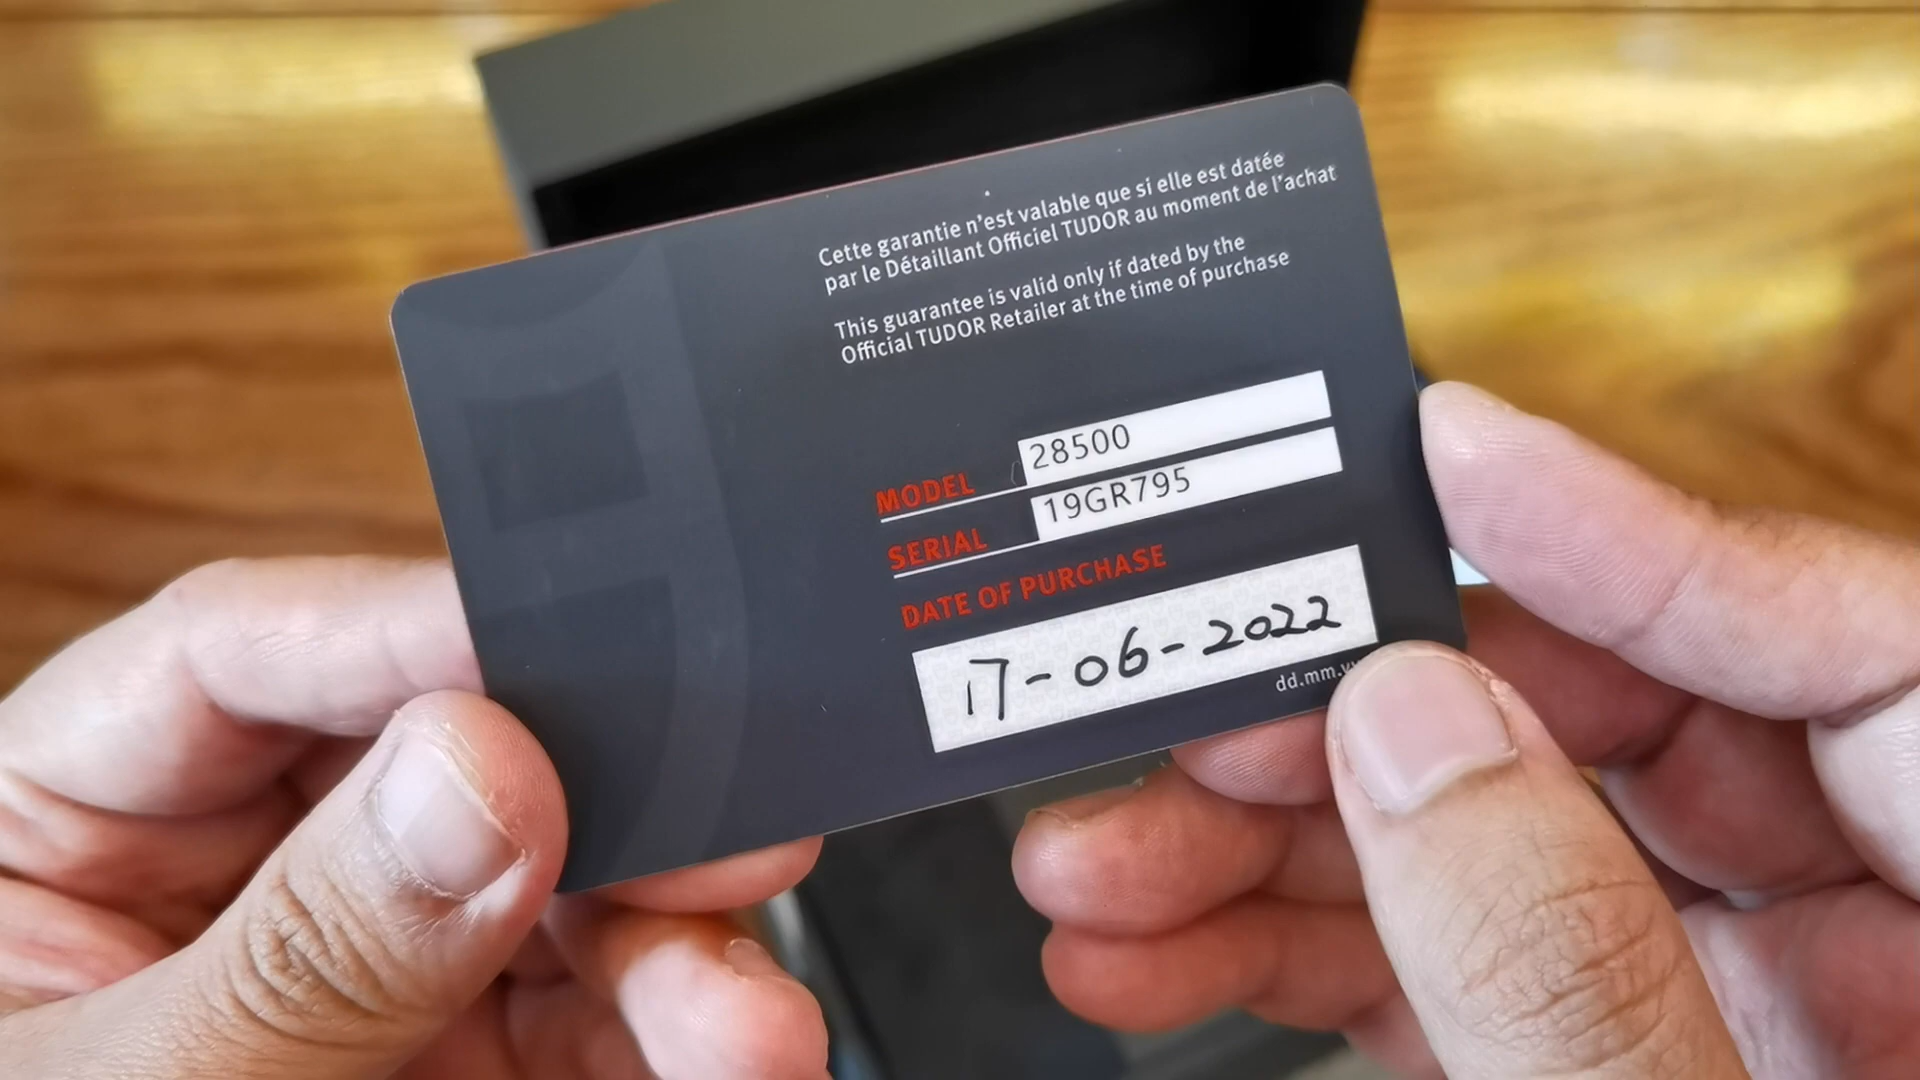 Cette garantie n'est valable que si elle est datée
par le Détaillant Officiel TUDOR au moment de l'achat
This guarantee is valid only if dated by the
Official TUDOR Retailer at the time of purchase
MODEL 28500
SERIAL 19GR795
DATE OF PURCHASE
17-06-2022
dd.mm.